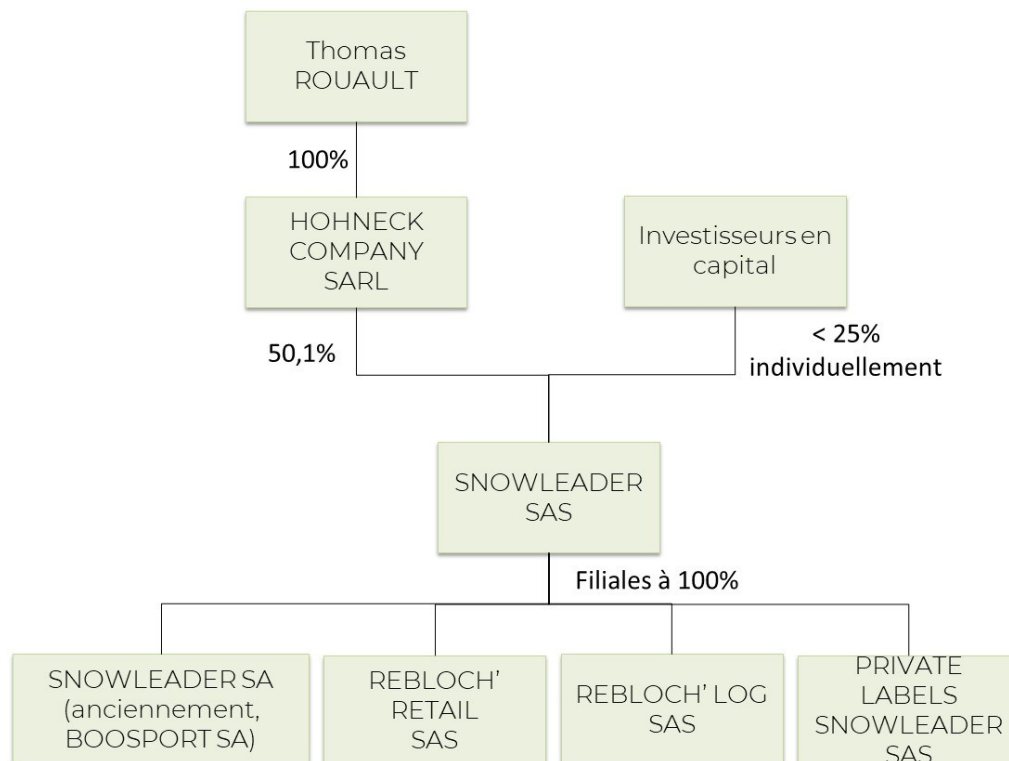 Thomas
ROUAULT
100%
HOHNECK
COMPANY
SARL
Investisseurs en
capital
50,1%
< 25%
individuellement
SNOWLEADER
SAS
Filiales à 100%
SNOWLEADER SA
(anciennement,
BOOSPORT SA)
REBLOCH’
RETAIL
SAS
REBLOCH’ LOG
SAS
PRIVATE
LABELS
SNOWLEADER
SAS